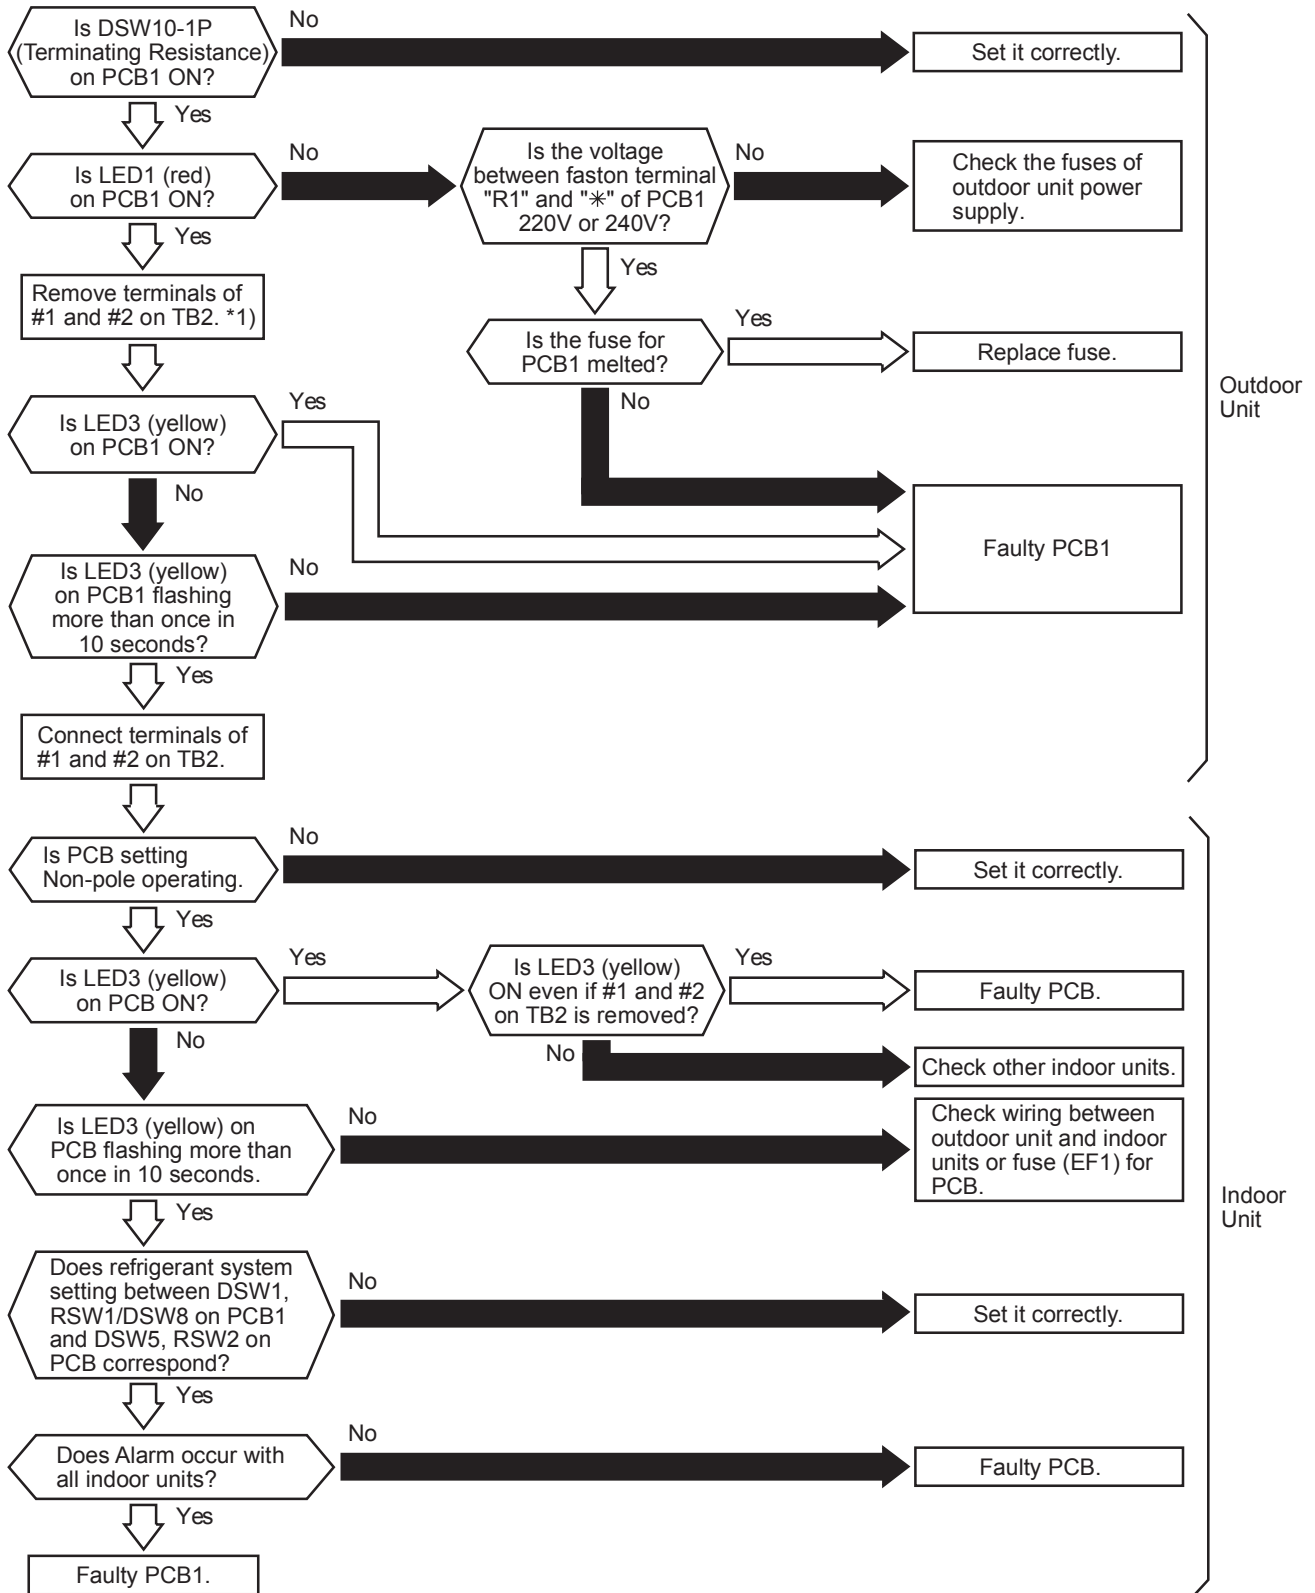 Is DSW10-1P
(Terminating Resistance)
on PCB1 ON?
No
Set it correctly.
Yes
Is LED1 (red)
on PCB1 ON?
No
Is the voltage
between faston terminal
"R1" and "✳" of PCB1
220V or 240V?
No
Check the fuses of
outdoor unit power
supply.
Yes
Yes
Remove terminals of
#1 and #2 on TB2. *1)
Is the fuse for
PCB1 melted?
Yes
Replace fuse.
No
Outdoor
Unit
Is LED3 (yellow)
on PCB1 ON?
Yes
No
Faulty PCB1
Is LED3 (yellow)
on PCB1 flashing
more than once in
10 seconds?
No
Yes
Connect terminals of
#1 and #2 on TB2.
Is PCB setting
Non-pole operating.
No
Set it correctly.
Yes
Is LED3 (yellow)
on PCB ON?
Yes
Is LED3 (yellow)
ON even if #1 and #2
on TB2 is removed?
Yes
Faulty PCB.
No
No
Check other indoor units.
Is LED3 (yellow) on
PCB flashing more than
once in 10 seconds.
No
Check wiring between
outdoor unit and indoor
units or fuse (EF1) for
PCB.
Indoor
Unit
Yes
Does refrigerant system
setting between DSW1,
RSW1/DSW8 on PCB1
and DSW5, RSW2 on
PCB correspond?
No
Set it correctly.
Yes
Does Alarm occur with
all indoor units?
No
Faulty PCB.
Yes
Faulty PCB1.